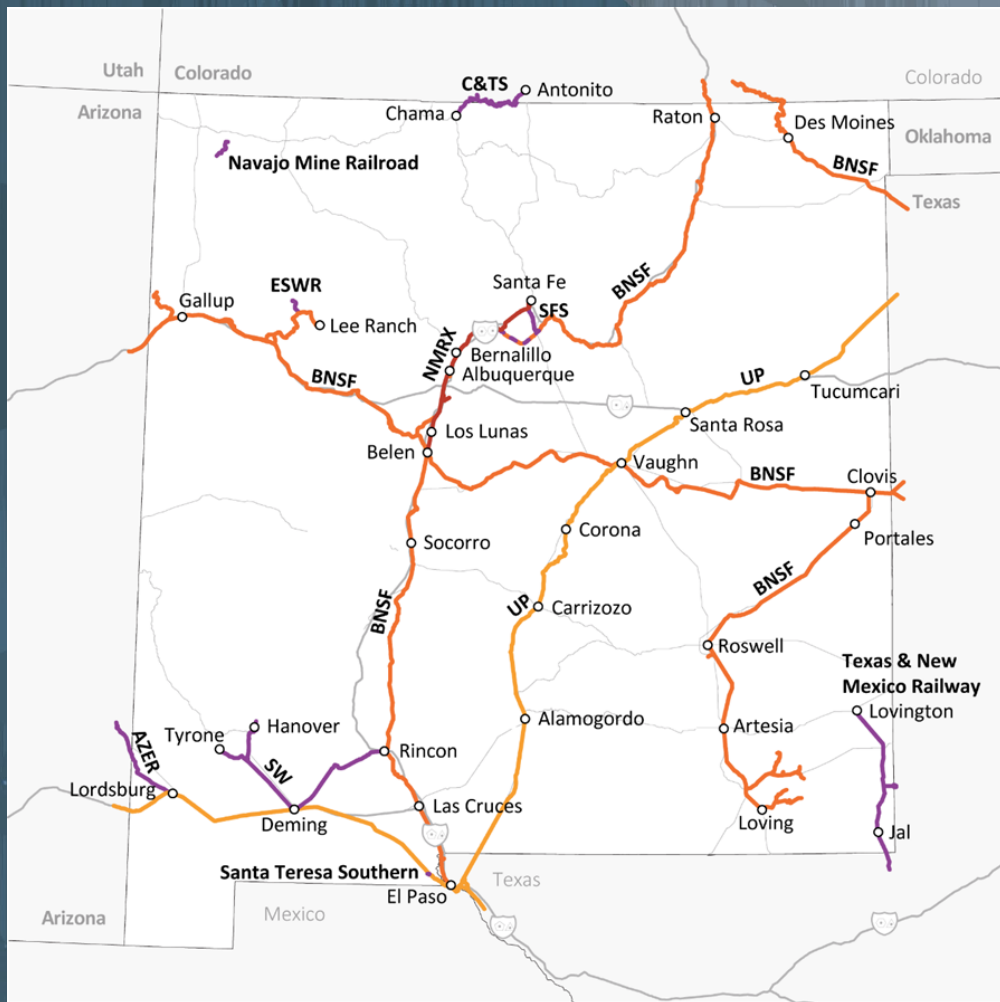 Utah
Colorado
C&TS
Antonito
Colorado
Arizona
Chama
Raton
Des Moines
Oklahoma
Navajo Mine Railroad
BNSF
Texas
Santa Fe
BNSF
ESWR
Gallup
SFS
Lee Ranch
NMRX
Bernalillo
Albuquerque
BNSF
UP
Tucumcari
Santa Rosa
Los Lunas
Belen
Vaughn
BNSF
Clovis
Corona
Portales
Socorro
BNSF
BNSF
UP
Carrizozo
Roswell
Texas & New
Mexico Railway
Lovington
Alamogordo
Artesia
Hanover
Tyrone
AZER
SW
Rincon
Lordsburg
Las Cruces
Deming
Loving
Jal
Santa Teresa Southern
El Paso
Texas
Mexico
Arizona